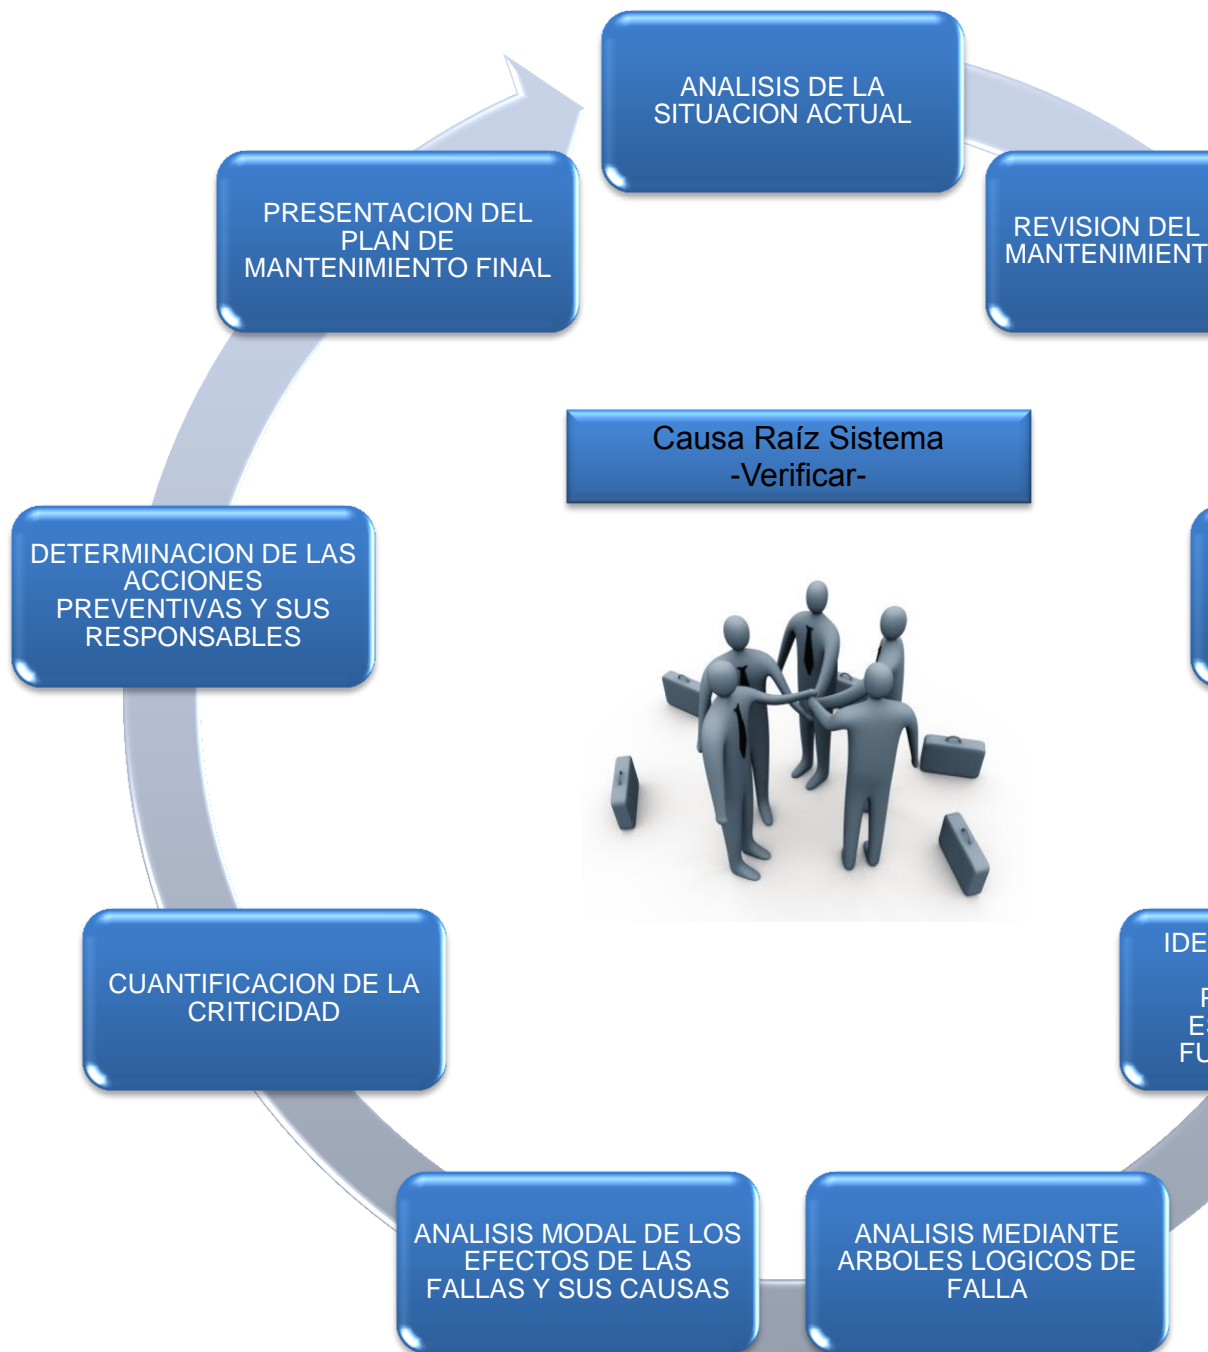 ANALISIS DE LA
SITUACION ACTUAL
REVISION DEL
PRESENTACION DEL
PLAN DE
MANTENIMIENTO FINAL
Causa Raíz Sistema
-Verificar-
DETERMINACION DE LAS
ACCIONES
PREVENTIVAS Y SUS
RESPONSABLES
CUANTIFICACION DE LA
CRITICIDAD
ANALISIS MODAL DE LOS
EFECTOS DE LAS
FALLAS Y SUS CAUSAS
ANALISIS MEDIANTE
ARBOLES LOGICOS DE
FALLA